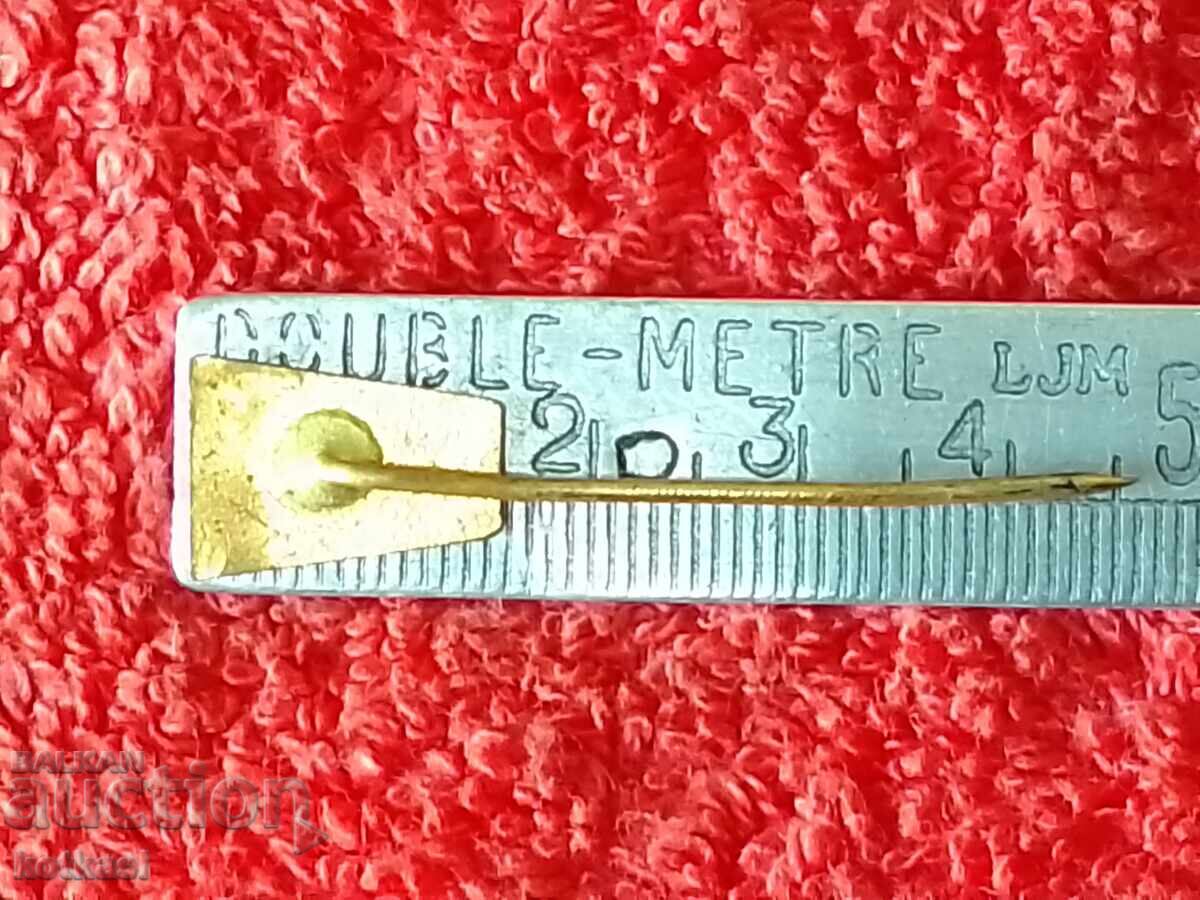 DOUBLE-METRE LJM
2 D 3 4 5
BALKAN
auction
kolkaei